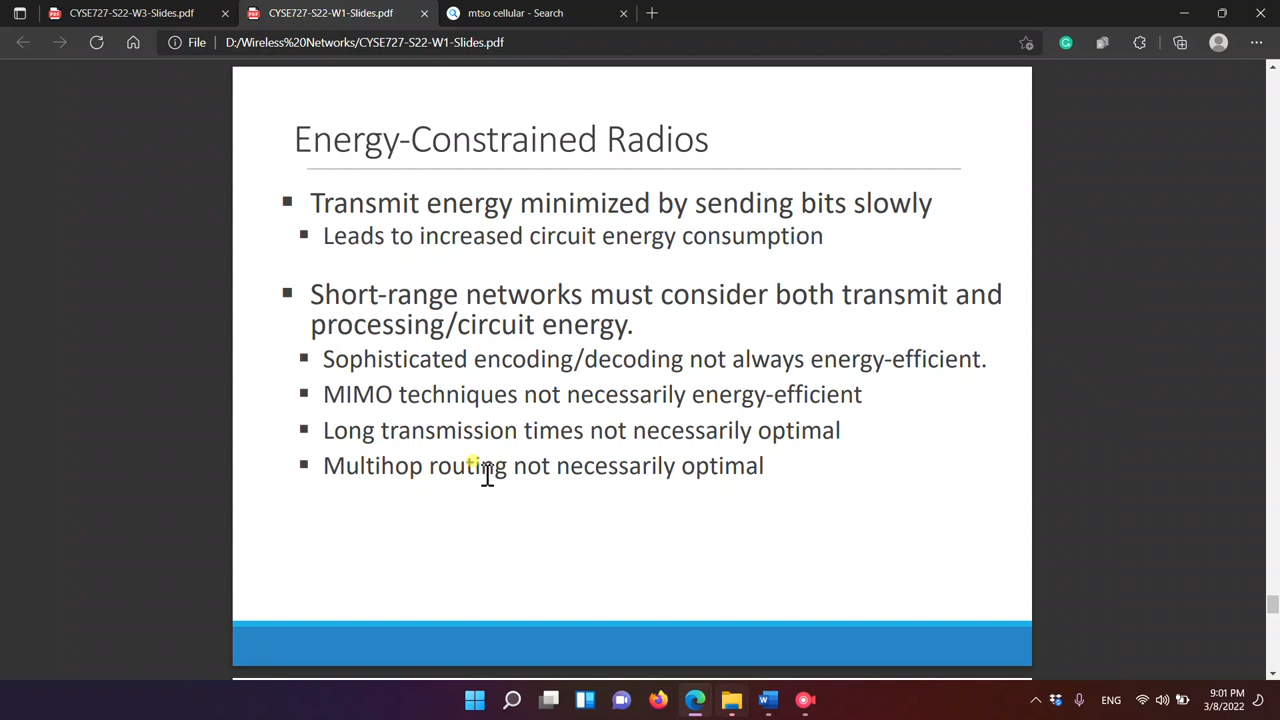 CYSE727-S22-W3-Slides.pdf
CYSE727-S22-W1-Slides.pdf
mtso cellular - Search
File D:/Wireless%20Networks/CYSE727-S22-W1-Slides.pdf
Energy-Constrained Radios
Transmit energy minimized by sending bits slowly
Leads to increased circuit energy consumption
Short-range networks must consider both transmit and
processing/circuit energy.
Sophisticated encoding/decoding not always energy-efficient.
MIMO techniques not necessarily energy-efficient
Long transmission times not necessarily optimal
Multihop routing not necessarily optimal
ENG
9:01 PM
3/8/2022